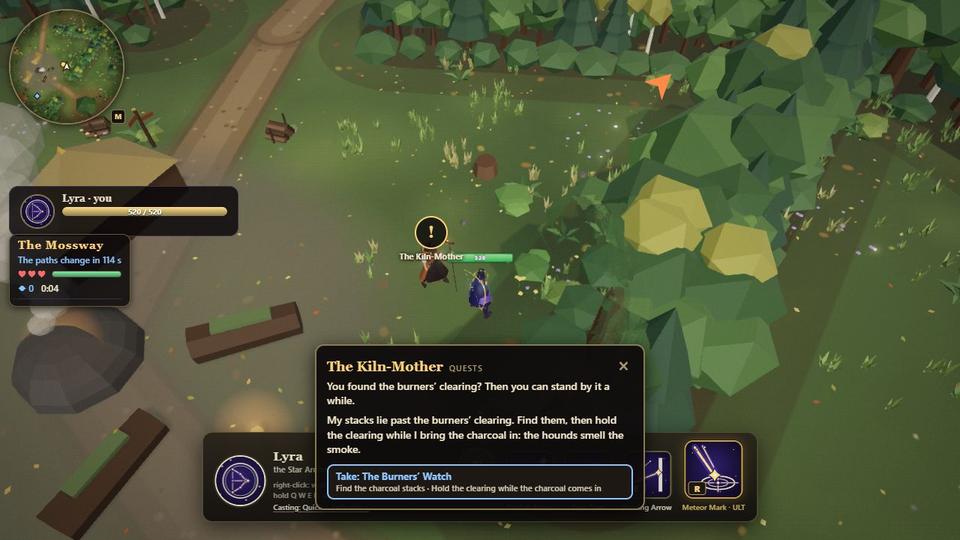 M
Lyra · you
520 / 520
The Mossway
The paths change in 114 s
0 0:04
!
The Kiln-Mother
520
The Kiln-Mother QUESTS
You found the burners' clearing? Then you can stand by it a
while.
My stacks lie past the burners' clearing. Find them, then hold
the clearing while I bring the charcoal in: the hounds smell the
smoke.
Take: The Burners' Watch
Find the charcoal stacks · Hold the clearing while the charcoal comes in
Lyra
the Star
right-click:
hold Q W E
Casting:
Arrow
R
Meteor Mark · ULT